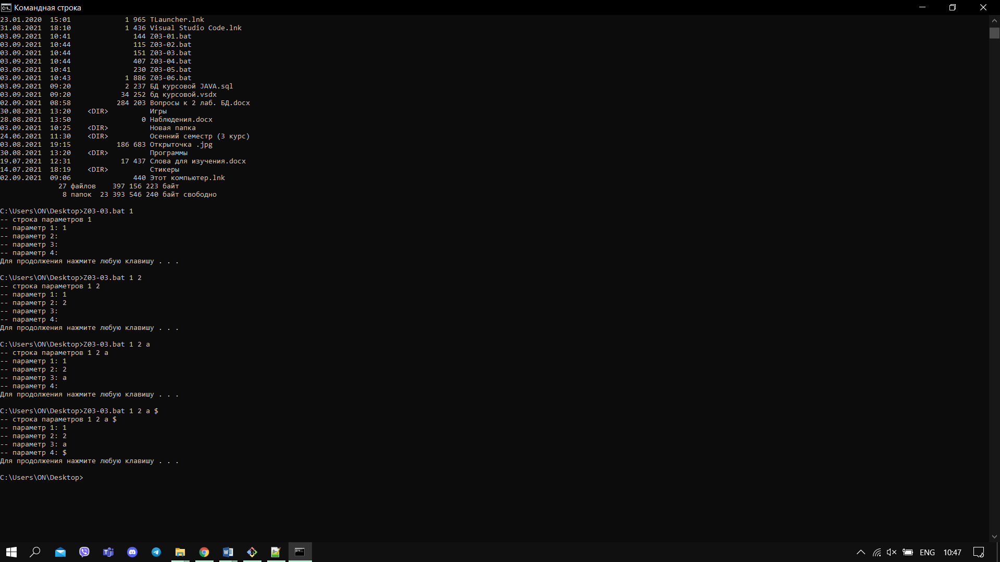 Командная строка
23.01.2020  15:01             1 965 TLauncher.lnk
31.08.2021  18:10             1 436 Visual Studio Code.lnk
03.09.2021  10:41               144 Z03-01.bat
03.09.2021  10:44               115 Z03-02.bat
03.09.2021  10:44               151 Z03-03.bat
03.09.2021  10:44               407 Z03-04.bat
03.09.2021  10:41               230 Z03-05.bat
03.09.2021  10:43             1 886 Z03-06.bat
03.09.2021  09:20             2 237 БД курсовой JAVA.sql
03.09.2021  09:20            34 252 бд курсовой.vsdx
02.09.2021  08:58           284 203 Вопросы к 2 лаб. БД.docx
30.08.2021  13:20    <DIR>          Игры
28.08.2021  13:50                 0 Наблюдения.docx
03.09.2021  10:25    <DIR>          Новая папка
24.06.2021  11:30    <DIR>          Осенний семестр (3 курс)
03.08.2021  19:15           186 683 Открыточка .jpg
30.08.2021  13:20    <DIR>          Программы
19.07.2021  12:31            17 437 Слова для изучения.docx
14.07.2021  18:19    <DIR>          Стикеры
02.09.2021  09:06               440 Этот компьютер.lnk
              27 файлов    397 156 223 байт
               8 папок  23 393 546 240 байт свободно
C:\Users\ON\Desktop>Z03-03.bat 1
-- строка параметров 1
-- параметр 1: 1
-- параметр 2:
-- параметр 3:
-- параметр 4:
Для продолжения нажмите любую клавишу . . .
C:\Users\ON\Desktop>Z03-03.bat 1 2
-- строка параметров 1 2
-- параметр 1: 1
-- параметр 2: 2
-- параметр 3:
-- параметр 4:
Для продолжения нажмите любую клавишу . . .
C:\Users\ON\Desktop>Z03-03.bat 1 2 a
-- строка параметров 1 2 a
-- параметр 1: 1
-- параметр 2: 2
-- параметр 3: a
-- параметр 4:
Для продолжения нажмите любую клавишу . . .
C:\Users\ON\Desktop>Z03-03.bat 1 2 a $
-- строка параметров 1 2 a $
-- параметр 1: 1
-- параметр 2: 2
-- параметр 3: a
-- параметр 4: $
Для продолжения нажмите любую клавишу . . .
C:\Users\ON\Desktop>
ENG 10:47